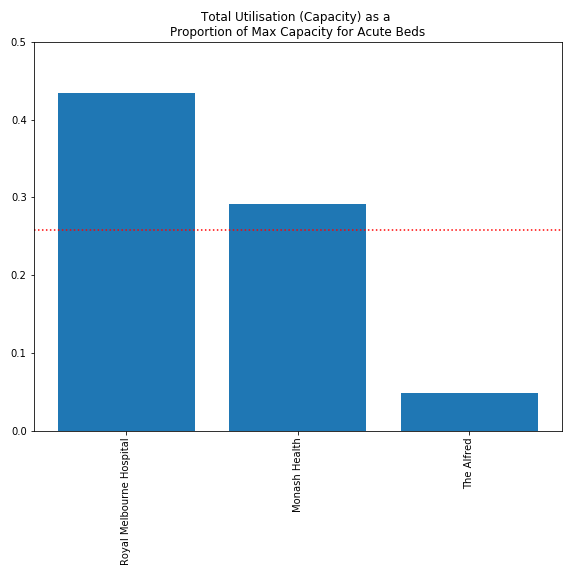 Total Utilisation (Capacity) as a
Proportion of Max Capacity for Acute Beds
0.5
0.4
0.3
0.2
0.1
0.0
Royal Melbourne Hospital
Monash Health
The Alfred